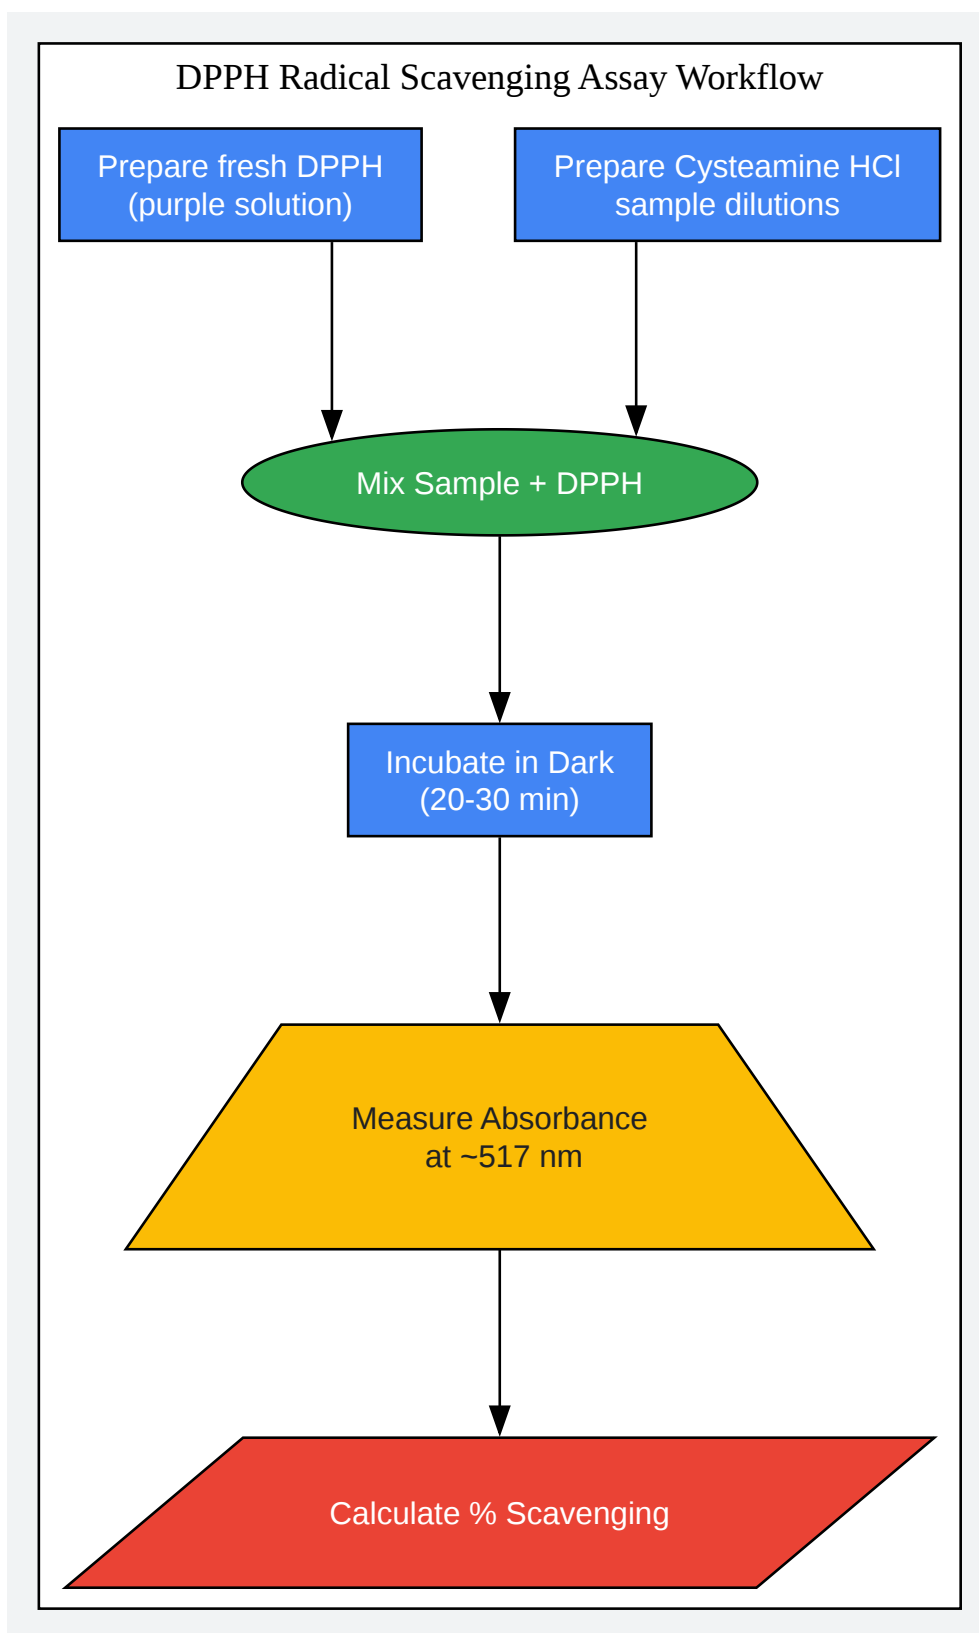 DPPH Radical Scavenging Assay Workflow
Prepare fresh DPPH
(purple solution)
Prepare Cysteamine HCl
sample dilutions
Mix Sample + DPPH
Incubate in Dark
(20-30 min)
Measure Absorbance
at ~517 nm
Calculate % Scavenging